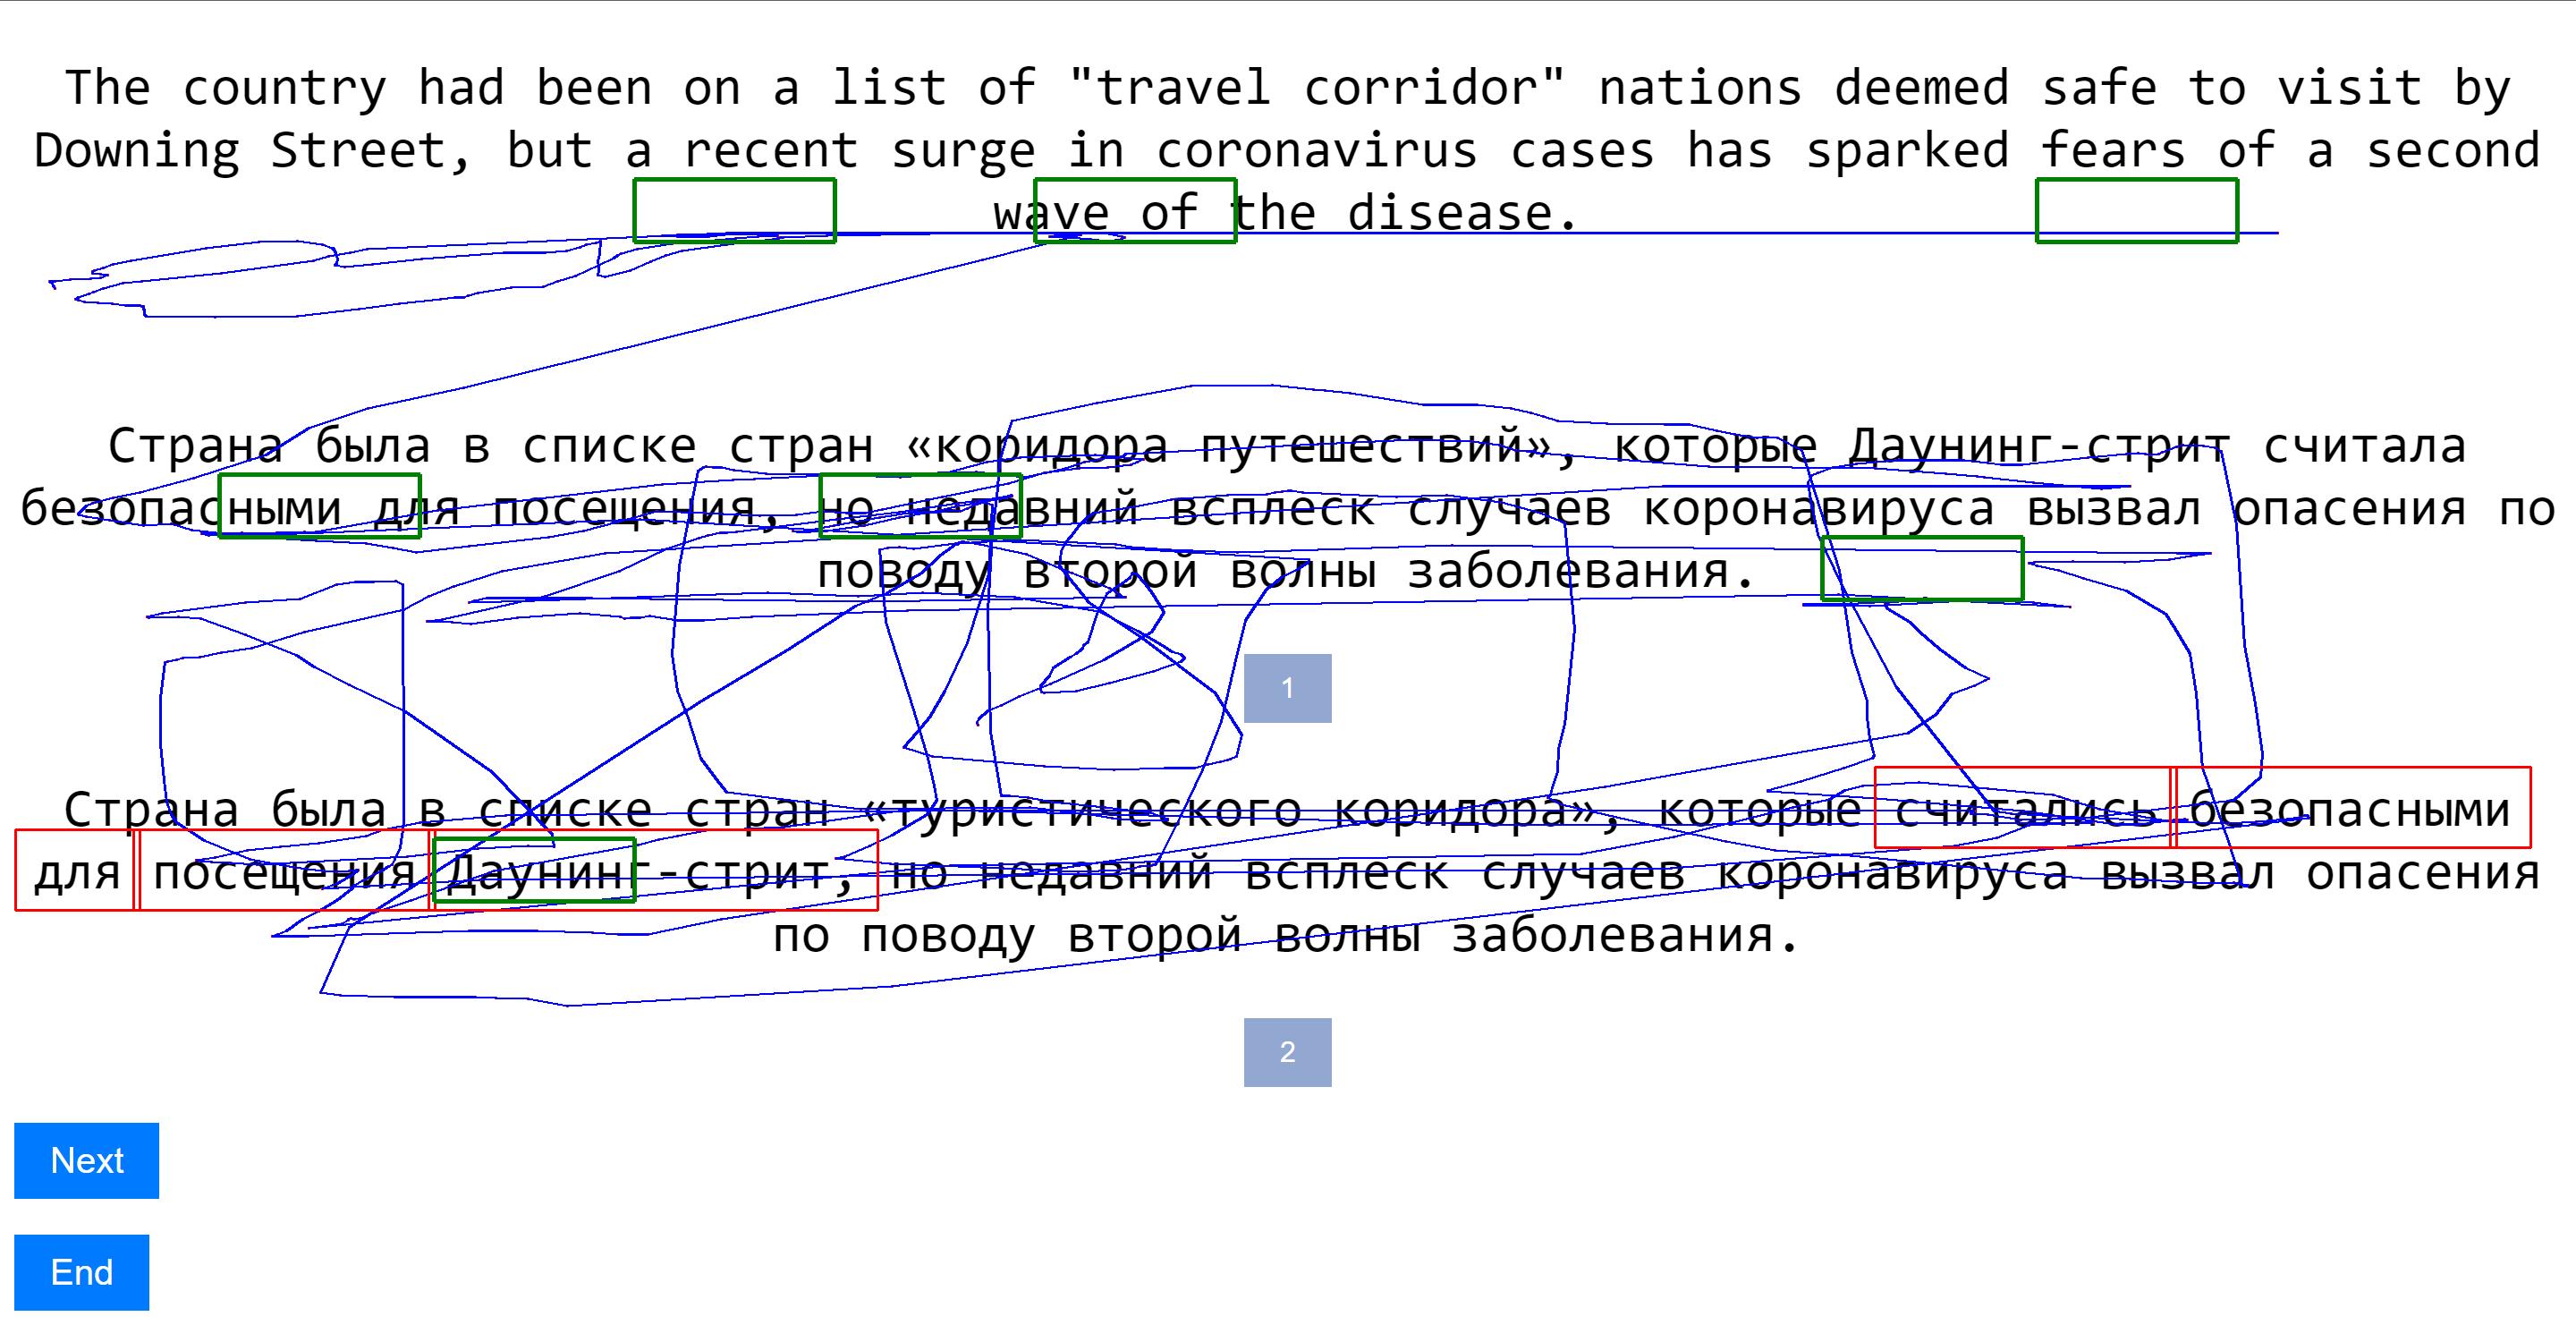 The country had been on a list of "travel corridor" nations deemed safe to visit by
Downing Street, but a recent surge in coronavirus cases has sparked fears of a second
wave of the disease.
Страна была в списке стран «коридора путешествий», которые Даунинг-стрит считала
безопасными для посещения, но недавний всплеск случаев коронавируса вызвал опасения по
поводу второй волны заболевания.
1
Страна была в списке стран «туристического коридора», которые считались безопасными
для посещения Даунинг-стрит, но недавний всплеск случаев коронавируса вызвал опасения
по поводу второй волны заболевания.
2
Next
End